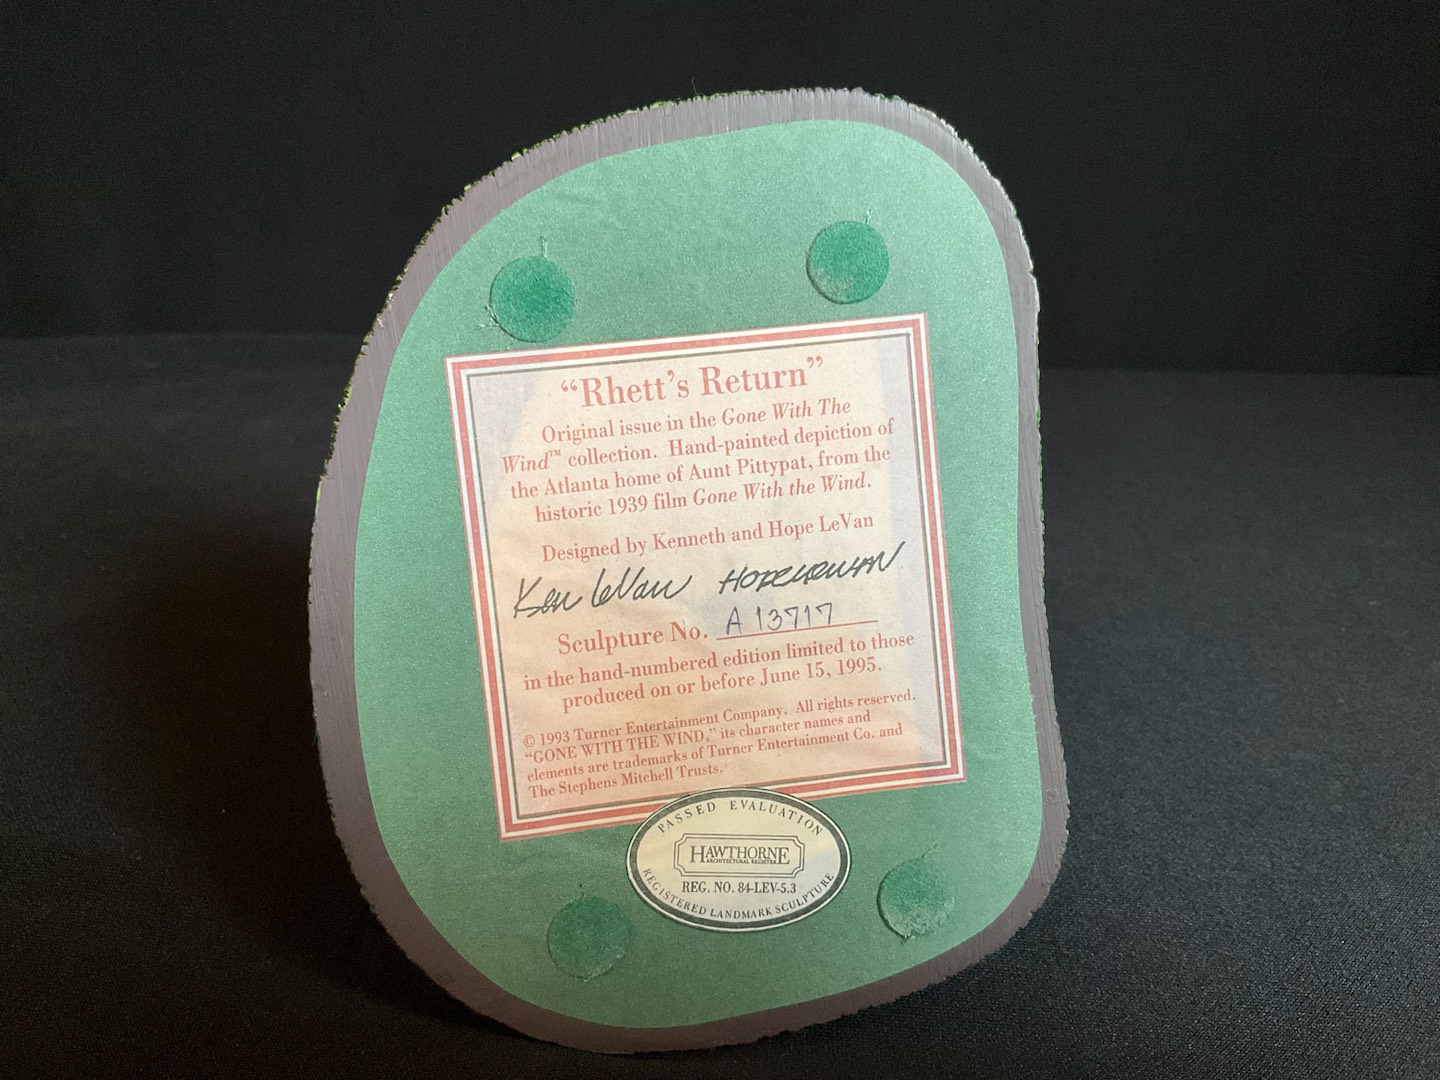 “Rhett’s Return”
Original issue in the Gone With The
Wind™ collection. Hand-painted depiction of
the Atlanta home of Aunt Pittypat, from the
historic 1939 film Gone With the Wind.
Designed by Kenneth and Hope LeVan
Ken LeVan HOPE LEVAN
Sculpture No. A 13717
in the hand-numbered edition limited to those
produced on or before June 15, 1995.
© 1993 Turner Entertainment Company. All rights reserved.
“GONE WITH THE WIND,” its character names and
elements are trademarks of Turner Entertainment Co. and
The Stephens Mitchell Trusts.
PASSED EVALUATION
HAWTHORNE
ARCHITECTURAL REGISTER
REG. NO. 84-LEV-5.3
REGISTERED LANDMARK SCULPTURE